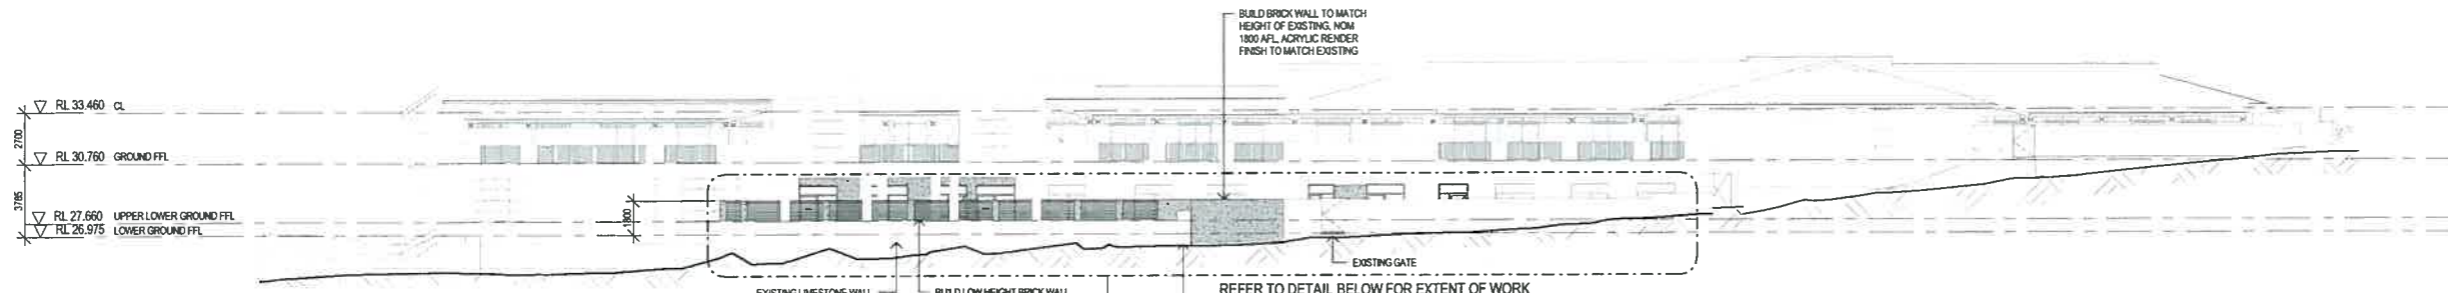 BUILD BRICK WALL TO MATCH
HEIGHT OF EXISTING, NOM
1800 AFL, ACRYLIC RENDER
FINISH TO MATCH EXISTING
RL 33.460 CL
2700
RL 30.760 GROUND FFL
3785
RL 27.660 UPPER LOWER GROUND FFL
1800
RL 26.975 LOWER GROUND FFL
EXISTING GATE
EXISTING LIMESTONE WALL
BUILD LOW HEIGHT BRICK WALL
REFER TO DETAIL BELOW FOR EXTENT OF WORK